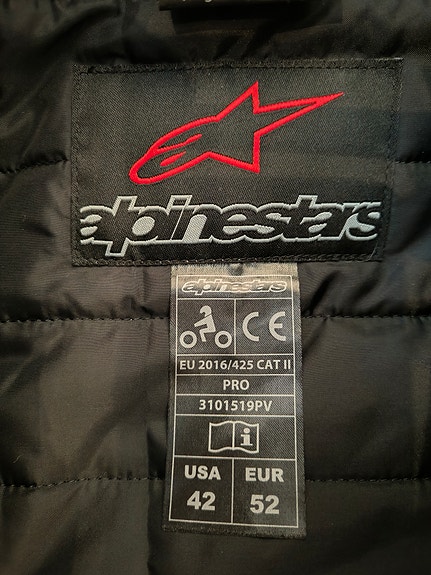 alpinestars
alpinestars
CE
EU 2016/425 CAT II
PRO
3101519PV
i
USA EUR
42 52